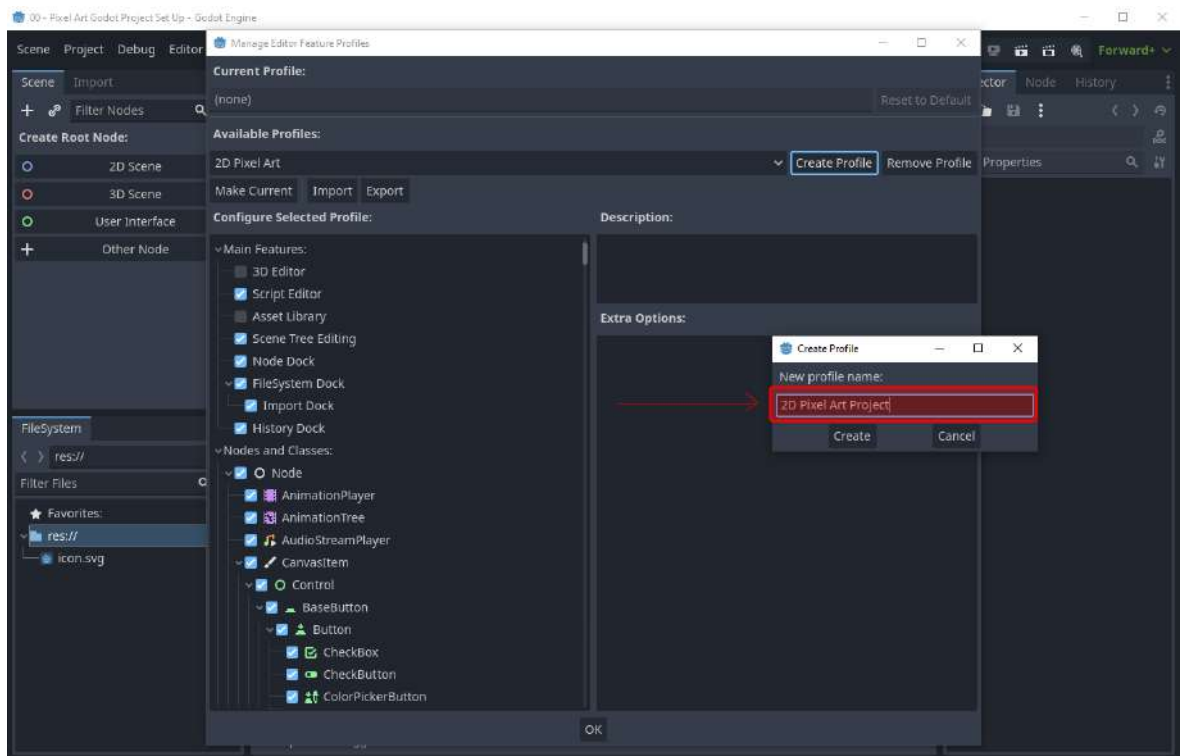 00 - Pixel Art Godot Project Set Up - Godot Engine
Scene Project Debug Editor
Forward+
Manage Editor Feature Profiles
Current Profile:
(none) Reset to Default
Available Profiles:
2D Pixel Art Create Profile Remove Profile
Make Current Import Export
Configure Selected Profile:
Main Features:
3D Editor
Script Editor
Asset Library
Scene Tree Editing
Node Dock
FileSystem Dock
Import Dock
History Dock
Nodes and Classes:
Node
AnimationPlayer
AnimationTree
AudioStreamPlayer
CanvasItem
Control
BaseButton
Button
CheckBox
CheckButton
ColorPickerButton
Description:
Extra Options:
OK
Create Profile
New profile name:
2D Pixel Art Project
Create Cancel
Scene Import
Filter Nodes
Create Root Node:
2D Scene
3D Scene
User Interface
Other Node
FileSystem
res://
Filter Files
Favorites:
res://
icon.svg
ector Node History
Properties